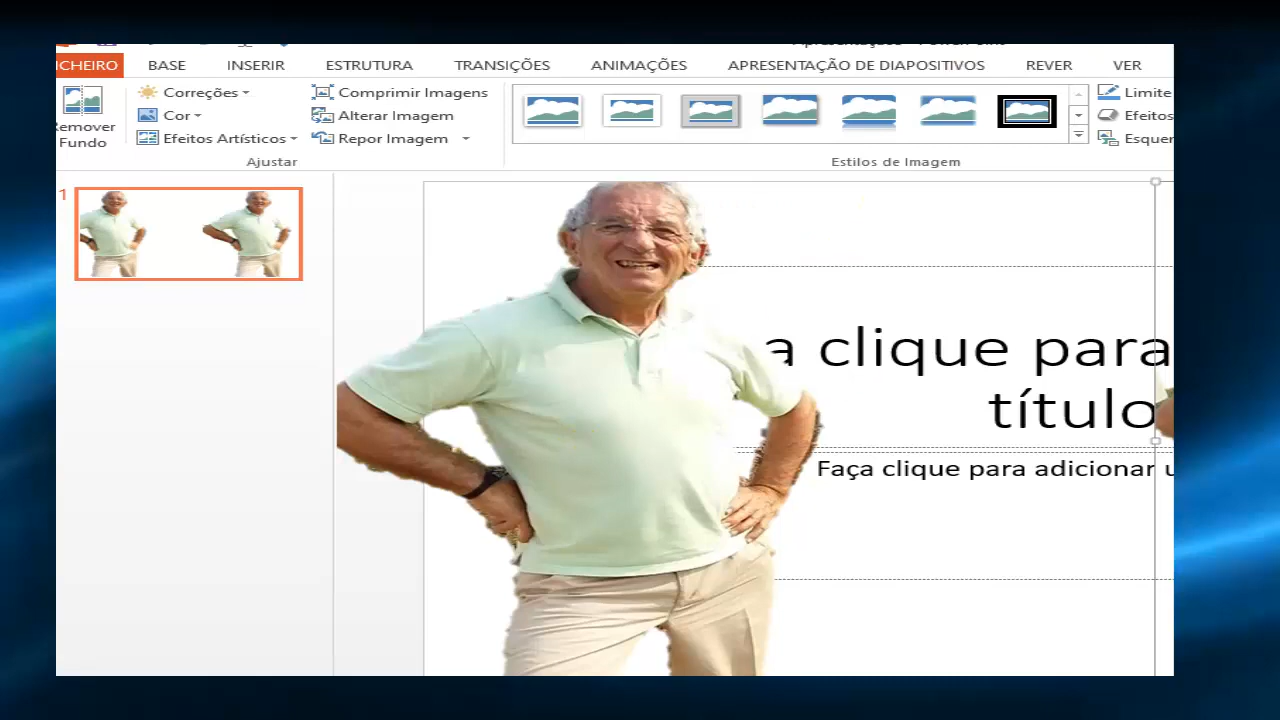 ICHEIRO BASE INSERIR ESTRUTURA TRANSIÇÕES ANIMAÇÕES APRESENTAÇÃO DE DIAPOSITIVOS REVER VER
Remover
Fundo
Correções
Cor
Efeitos Artísticos
Comprimir Imagens
Alterar Imagem
Repor Imagem
Ajustar
Limite
Efeitos
Esquer
Estilos de Imagem
1
a clique para
título
Faça clique para adicionar u